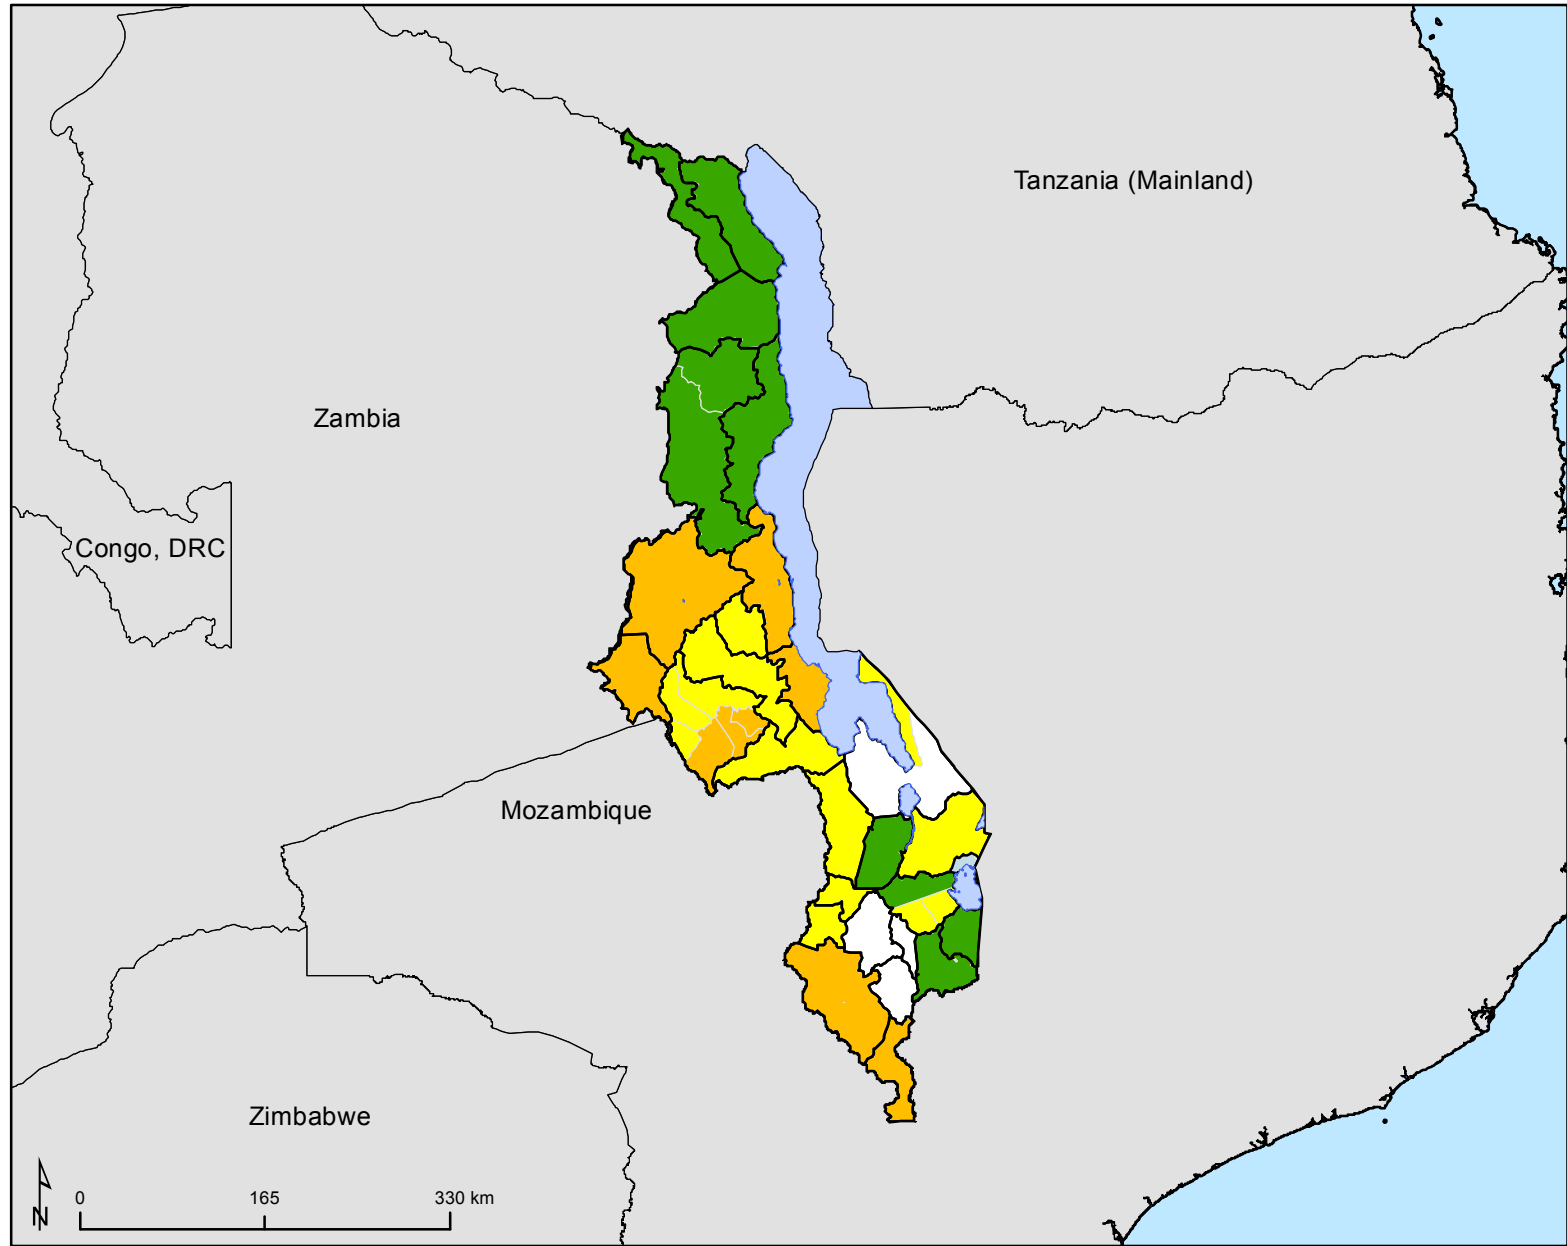 Tanzania (Mainland)
Zambia
Congo, DRC
Mozambique
Zimbabwe
N
0 165 330 km